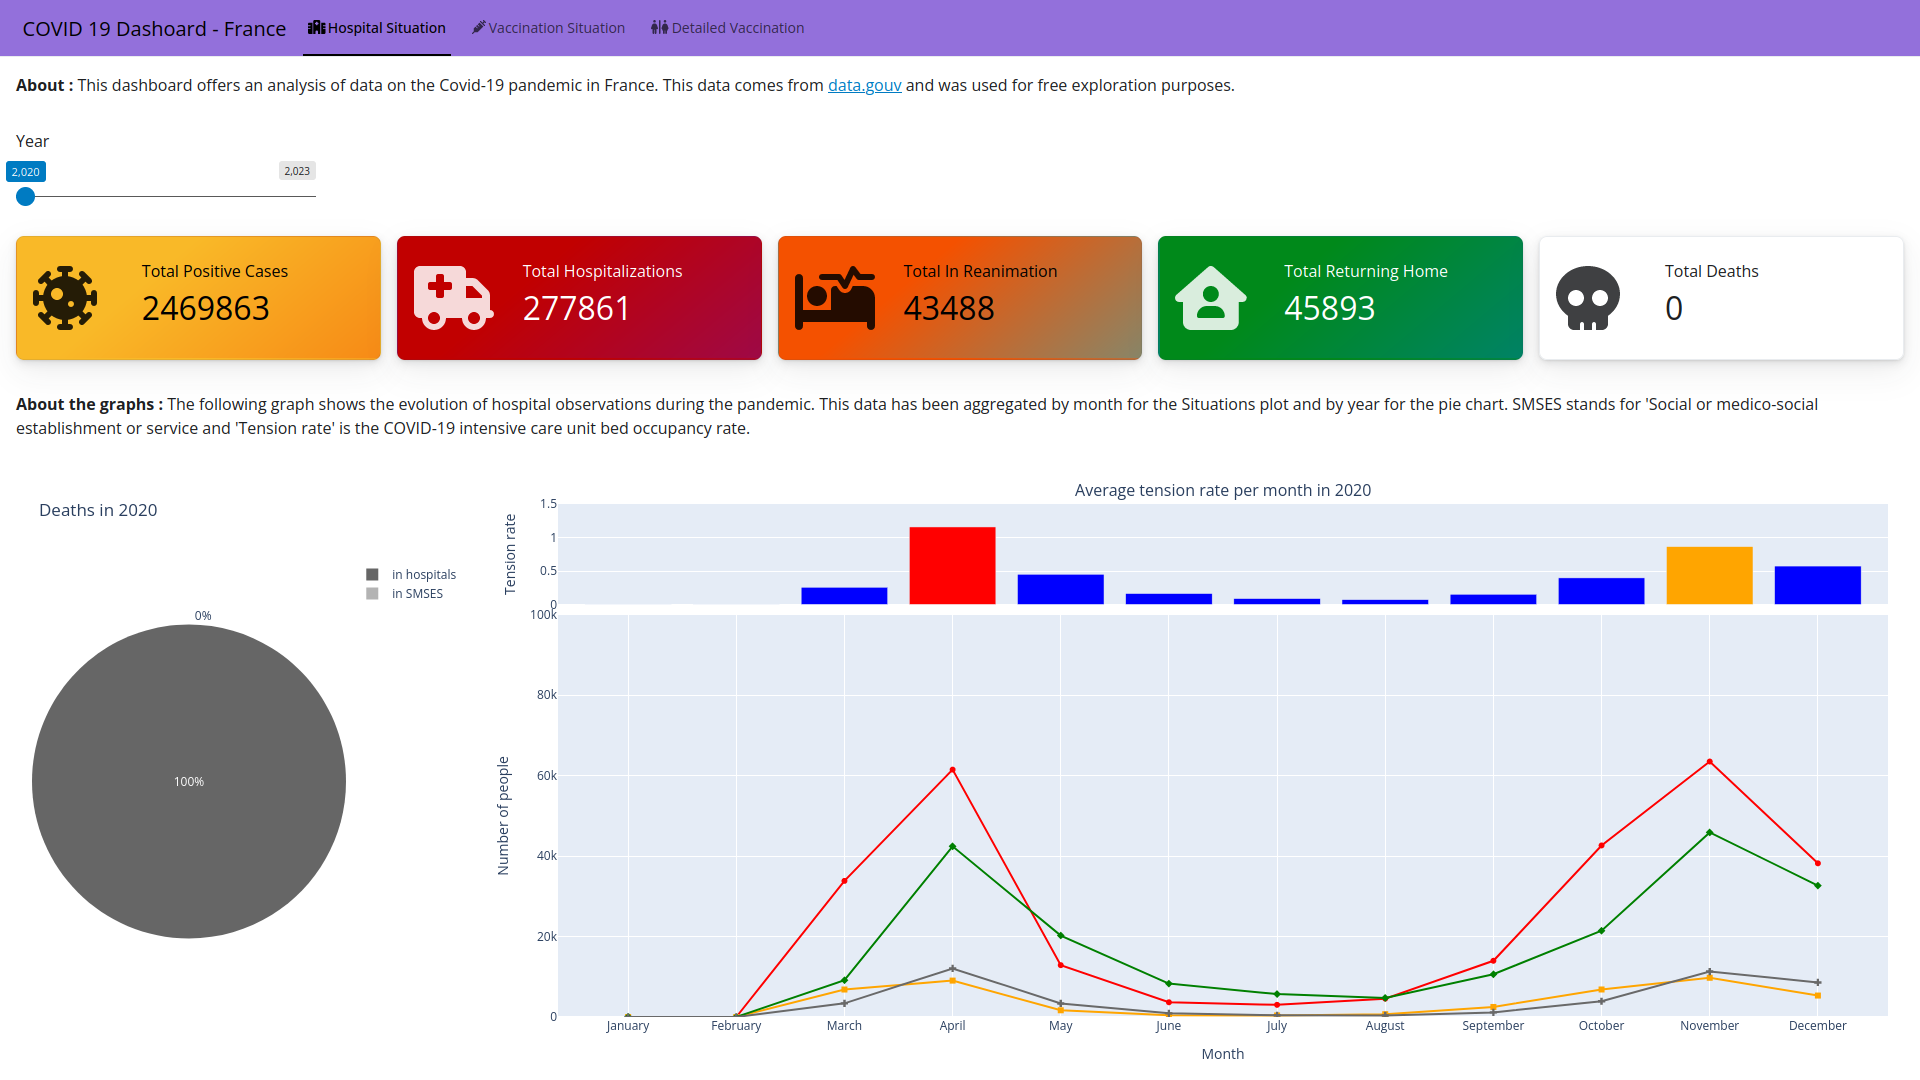 COVID 19 Dashoard - France
Hospital Situation
Vaccination Situation
Detailed Vaccination
About : This dashboard offers an analysis of data on the Covid-19 pandemic in France. This data comes from data.gouv and was used for free exploration purposes.
Year
2,020
2,023
Total Positive Cases
2469863
Total Hospitalizations
277861
Total In Reanimation
43488
Total Returning Home
45893
Total Deaths
0
About the graphs : The following graph shows the evolution of hospital observations during the pandemic. This data has been aggregated by month for the Situations plot and by year for the pie chart. SMSES stands for 'Social or medico-social
establishment or service and 'Tension rate' is the COVID-19 intensive care unit bed occupancy rate.
Deaths in 2020
in hospitals
in SMSES
0%
100%
Average tension rate per month in 2020
Tension rate
1.5
1
0.5
0
Number of people
100k
80k
60k
40k
20k
0
January
February
March
April
May
June
July
August
September
October
November
December
Month